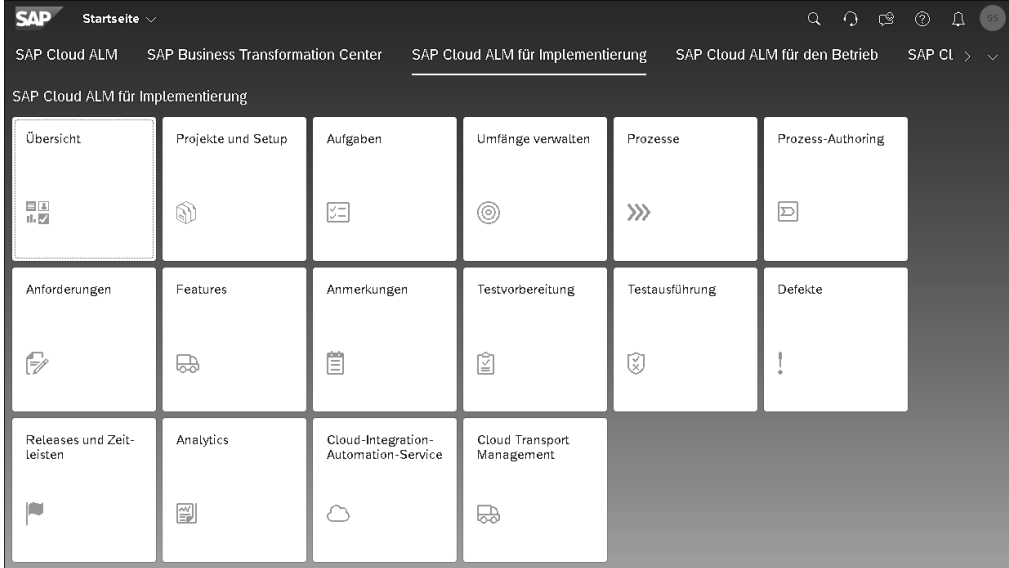 SAP Startseite SS
SAP Cloud ALM SAP Business Transformation Center SAP Cloud ALM für Implementierung SAP Cloud ALM für den Betrieb SAP Cl
SAP Cloud ALM für Implementierung
Übersicht Projekte und Setup Aufgaben Umfänge verwalten Prozesse Prozess-Authoring
Anforderungen Features Anmerkungen Testvorbereitung Testausführung Defekte
Releases und Zeit- Analytics Cloud-Integration- Cloud Transport
leisten Automation-Service Management